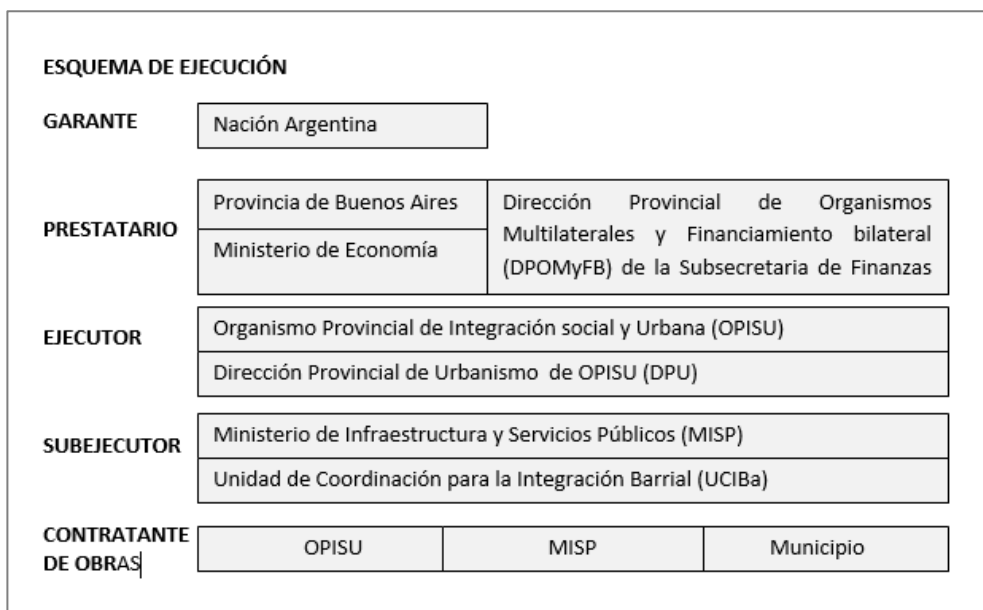 ESQUEMA DE EJECUCIÓN
GARANTE
Nación Argentina
PRESTATARIO
Provincia de Buenos Aires
Ministerio de Economía
Dirección Provincial de Organismos
Multilaterales y Financiamiento bilateral
(DPOMyFB) de la Subsecretaria de Finanzas
EJECUTOR
Organismo Provincial de Integración social y Urbana (OPISU)
Dirección Provincial de Urbanismo de OPISU (DPU)
SUBEJECUTOR
Ministerio de Infraestructura y Servicios Públicos (MISP)
Unidad de Coordinación para la Integración Barrial (UCIBa)
CONTRATANTE
DE OBRAS
OPISU
MISP
Municipio